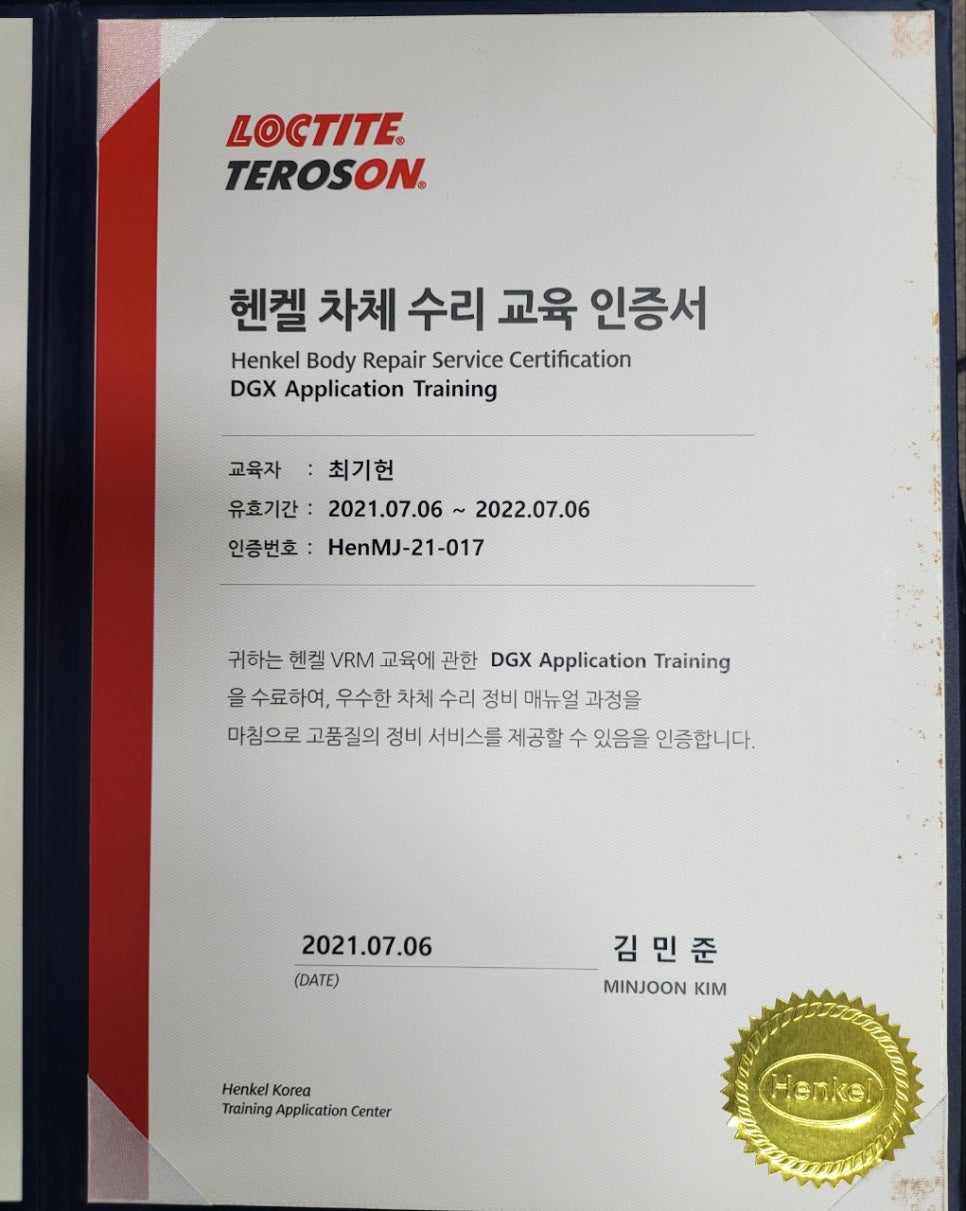 LOCTITE®
TEROSON®
헨켈 차체 수리 교육 인증서
Henkel Body Repair Service Certification
DGX Application Training
교육자 : 최기헌
유효기간 : 2021.07.06 ~ 2022.07.06
인증번호 : HenMJ-21-017
귀하는 헨켈 VRM 교육에 관한 DGX Application Training
을 수료하여, 우수한 차체 수리 정비 매뉴얼 과정을
마침으로 고품질의 정비 서비스를 제공할 수 있음을 인증합니다.
2021.07.06
(DATE)
김 민 준
MINJOON KIM
Henkel Korea
Training Application Center
Henkel